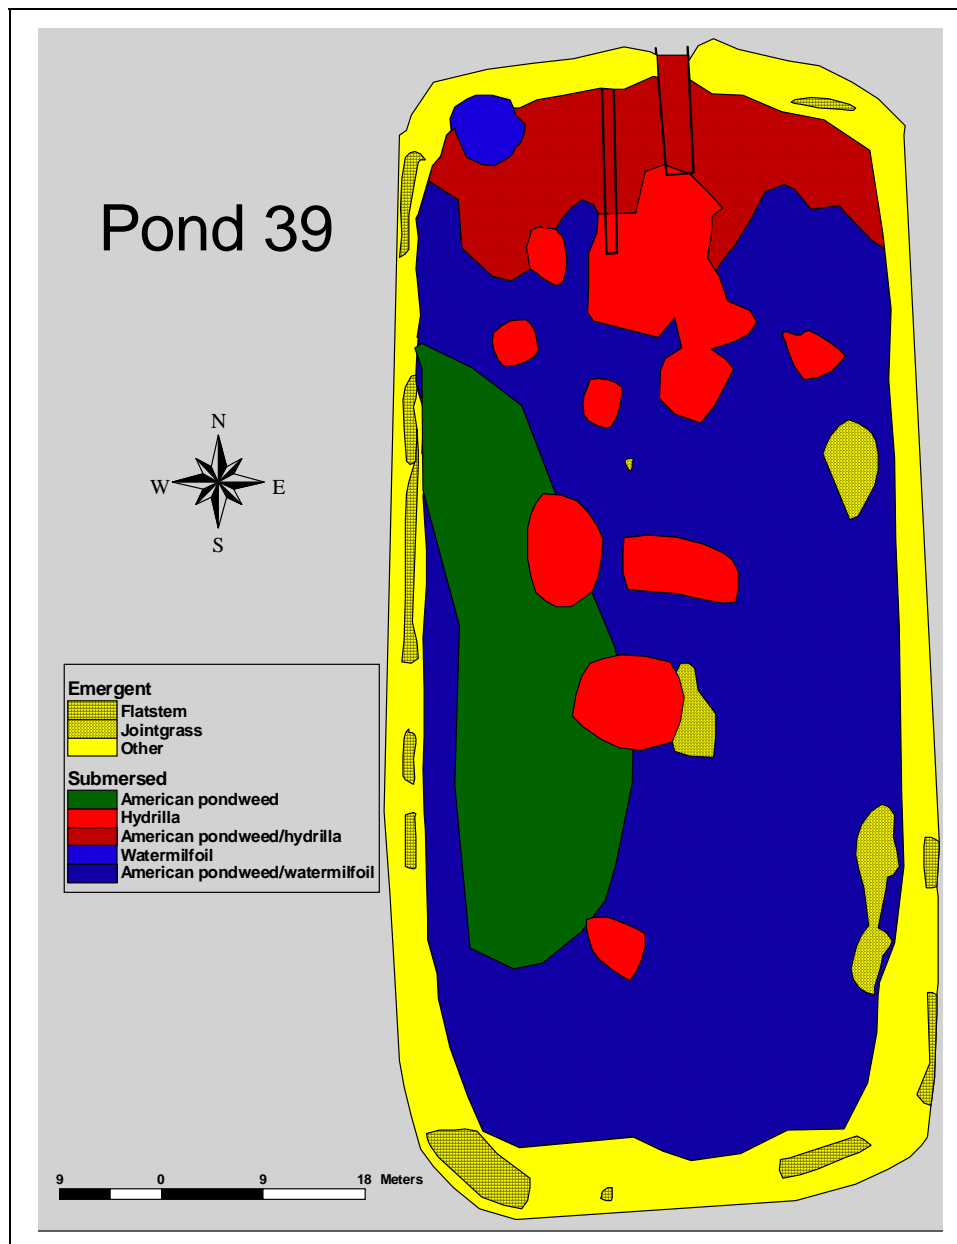 Pond 39
N
W E
S
Emergent
Flatstem
Jointgrass
Other
Submersed
American pondweed
Hydrilla
American pondweed/hydrilla
Watermilfoil
American pondweed/watermilfoil
9 0 9 18 Meters